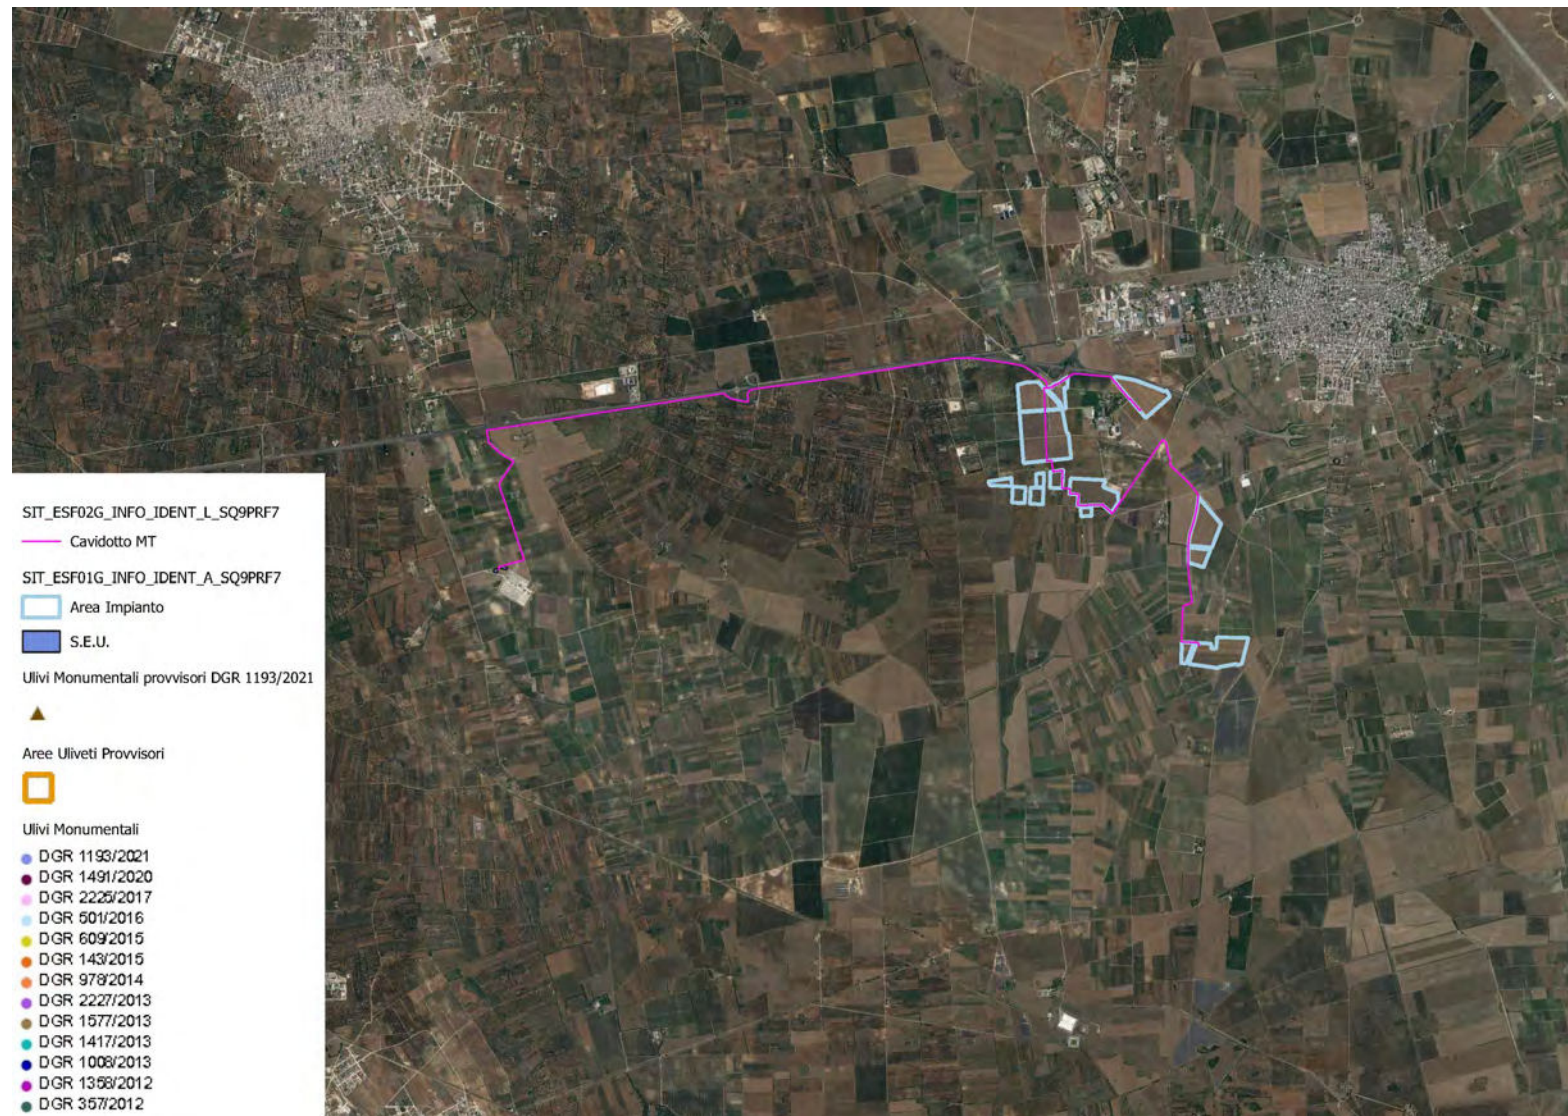 SIT_ESF02G_INFO_IDENT_L_SQ9PRF7
Cavidotto MT
SIT_ESF01G_INFO_IDENT_A_SQ9PRF7
Area Impianto
S.E.U.
Ulivi Monumentali provvisori DGR 1193/2021
Aree Uliveti Provvisori
Ulivi Monumentali
DGR 1193/2021
DGR 1491/2020
DGR 2225/2017
DGR 501/2016
DGR 609/2015
DGR 143/2015
DGR 978/2014
DGR 2227/2013
DGR 1577/2013
DGR 1417/2013
DGR 1008/2013
DGR 1358/2012
DGR 357/2012